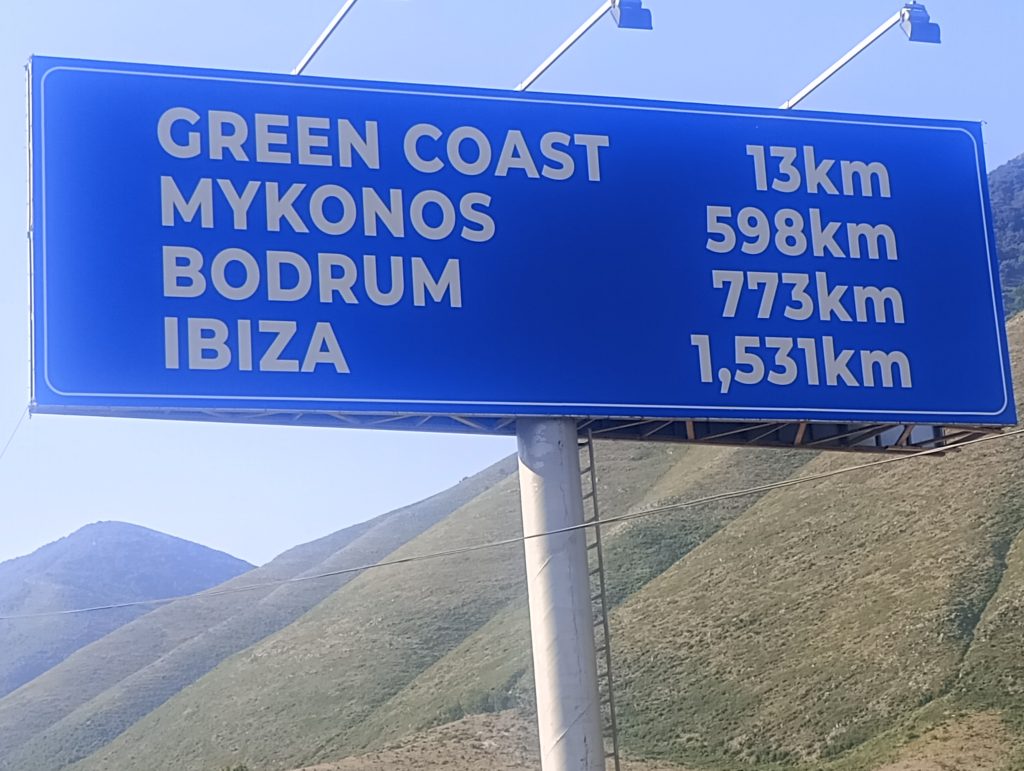 GREEN COAST 13km
MYKONOS 598km
BODRUM 773km
IBIZA 1,531km